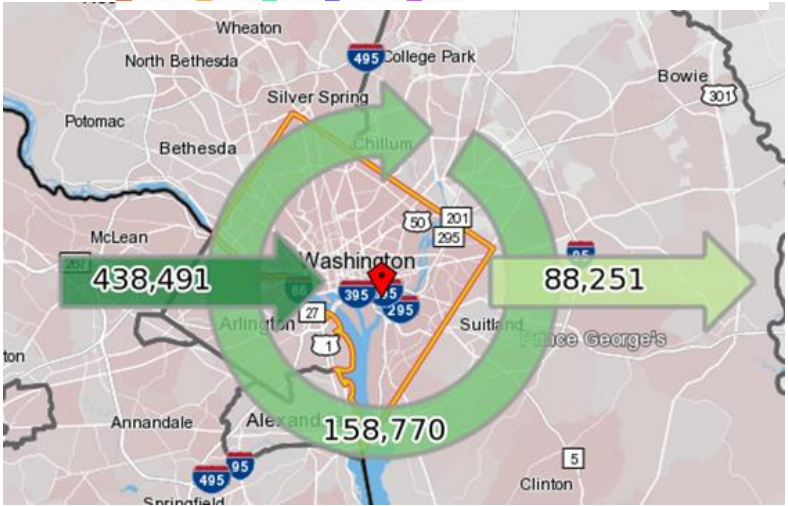 Wheaton
495
College Park
North Bethesda
Bowie
301
Silver Spring
Potomac
Bethesda
Chillum
50
201
295
McLean
Washington
95
267
438,491
66
88,251
395
295
27
Arlington
Suitland
Prince George's
1
ton
Annandale
158,770
5
95
495
Clinton
Springfield